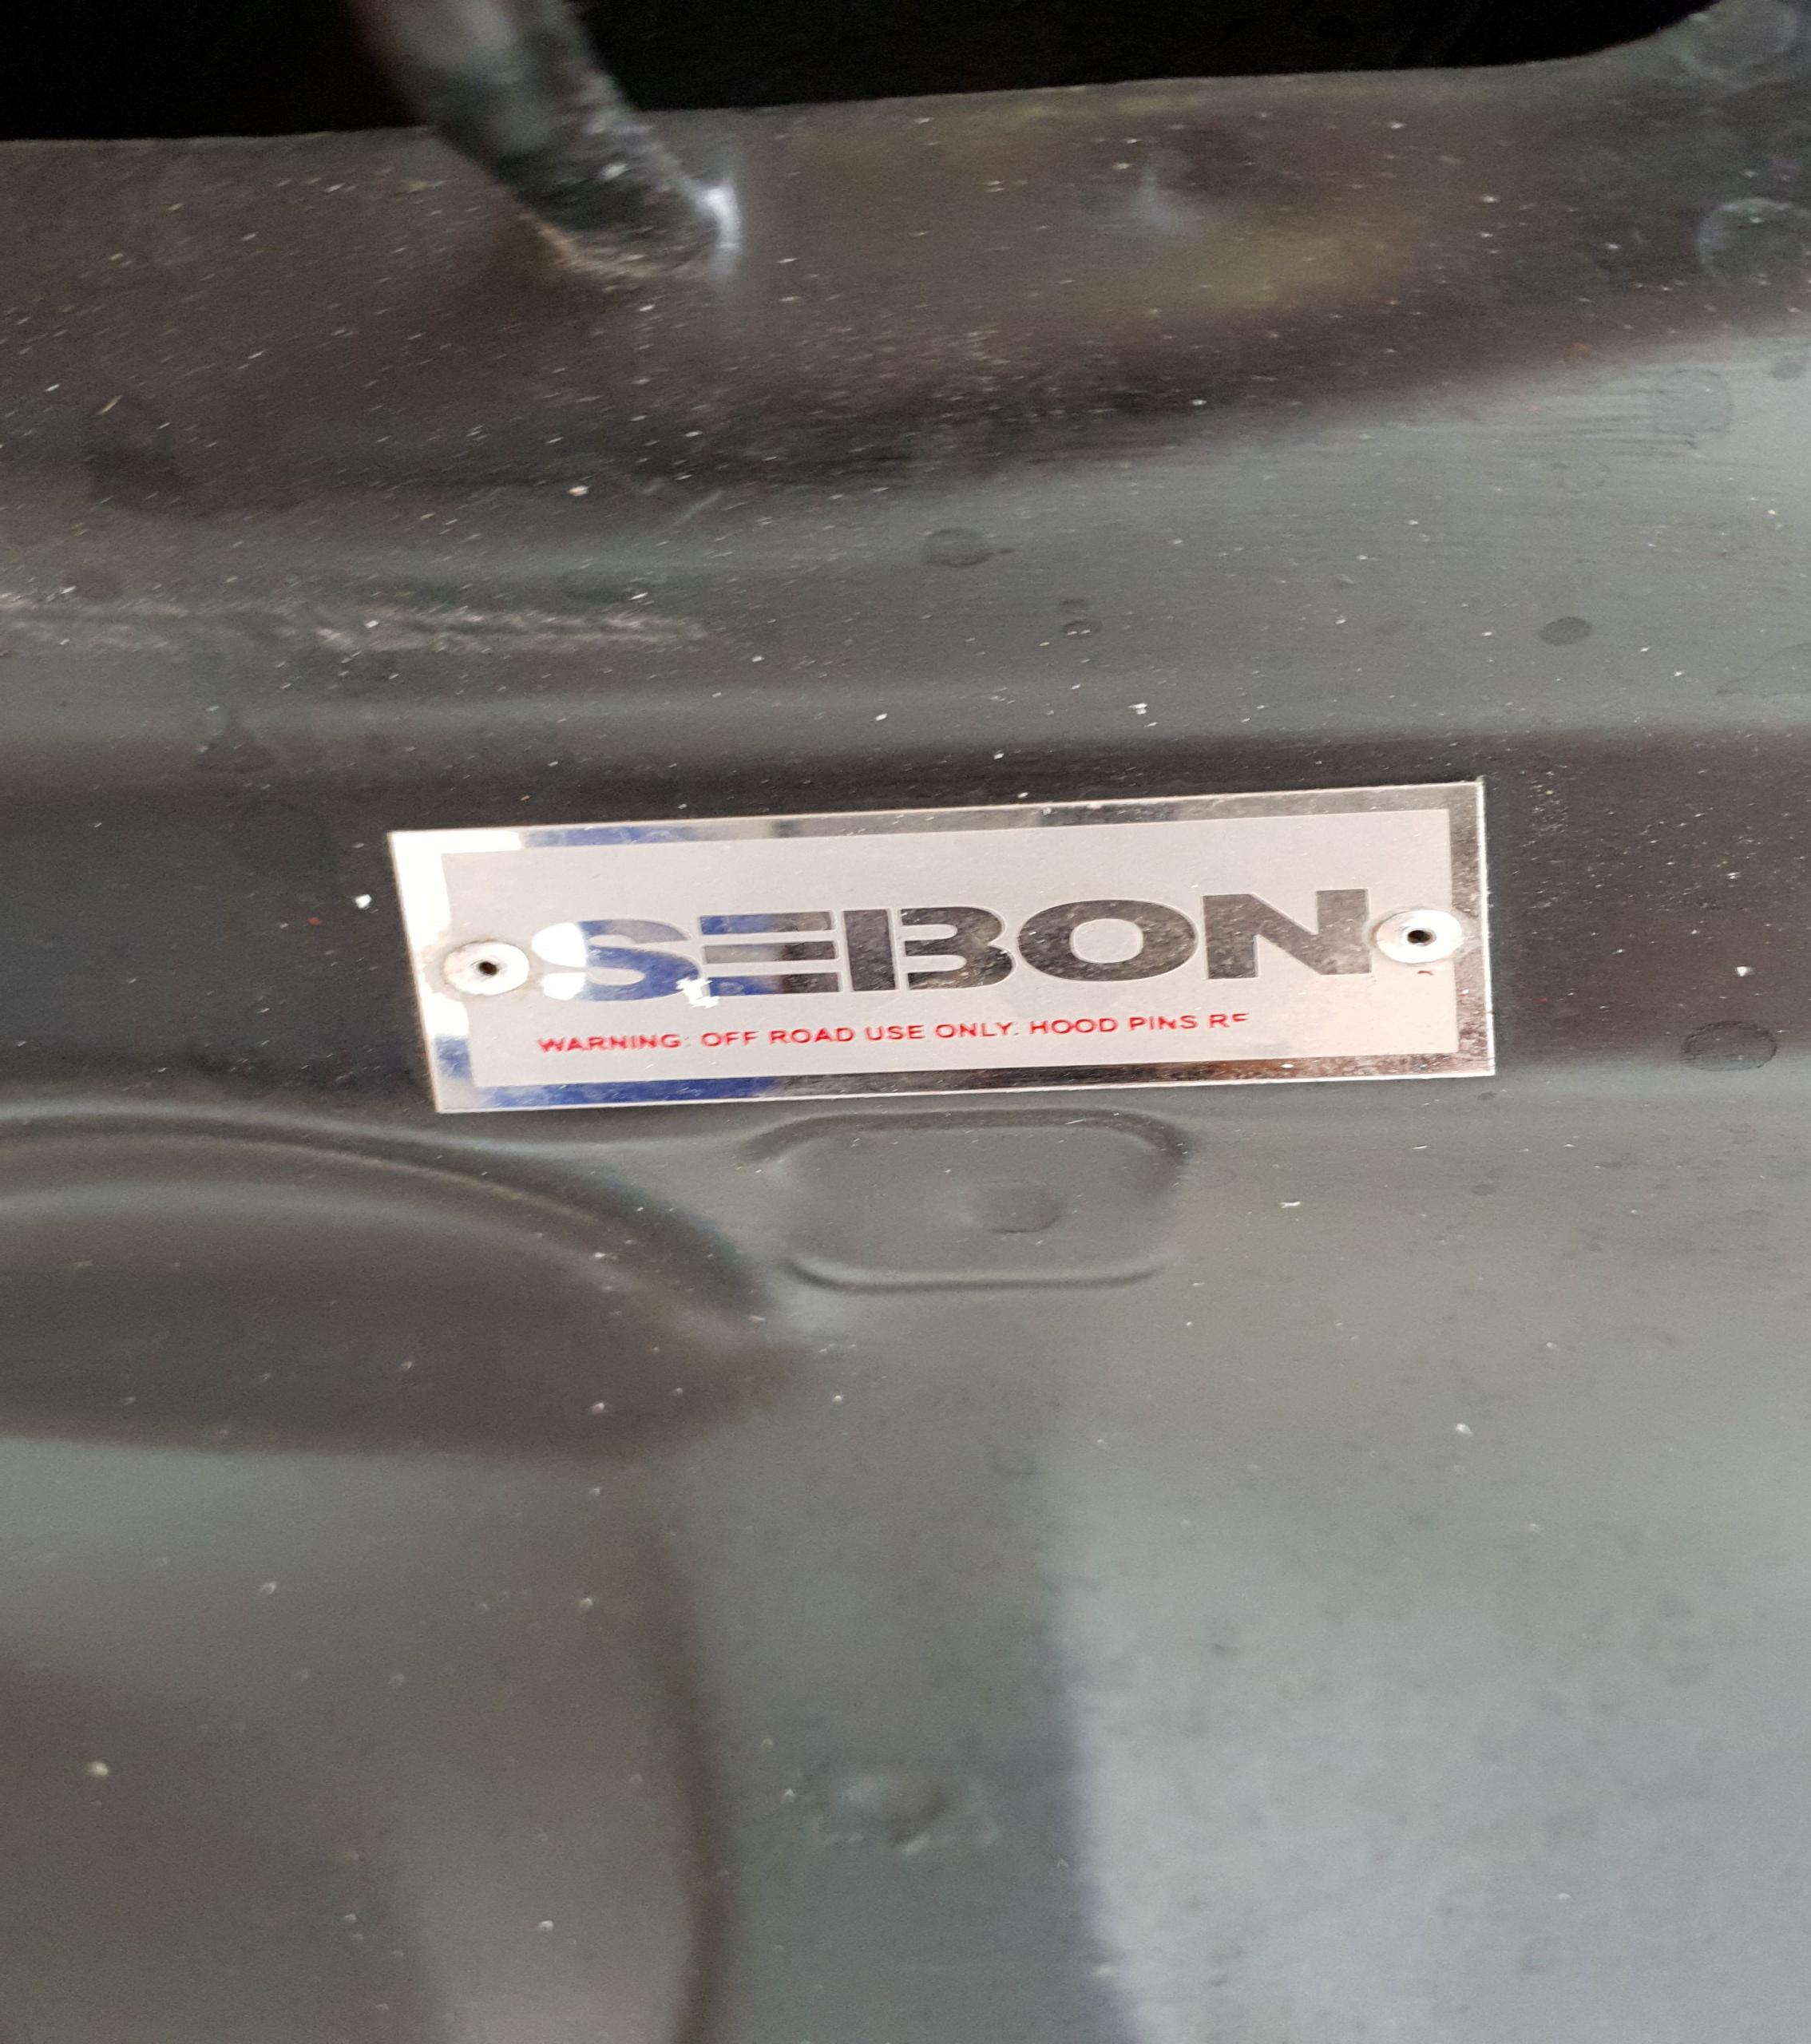 SEIBON
WARNING: OFF ROAD USE ONLY. HOOD PINS